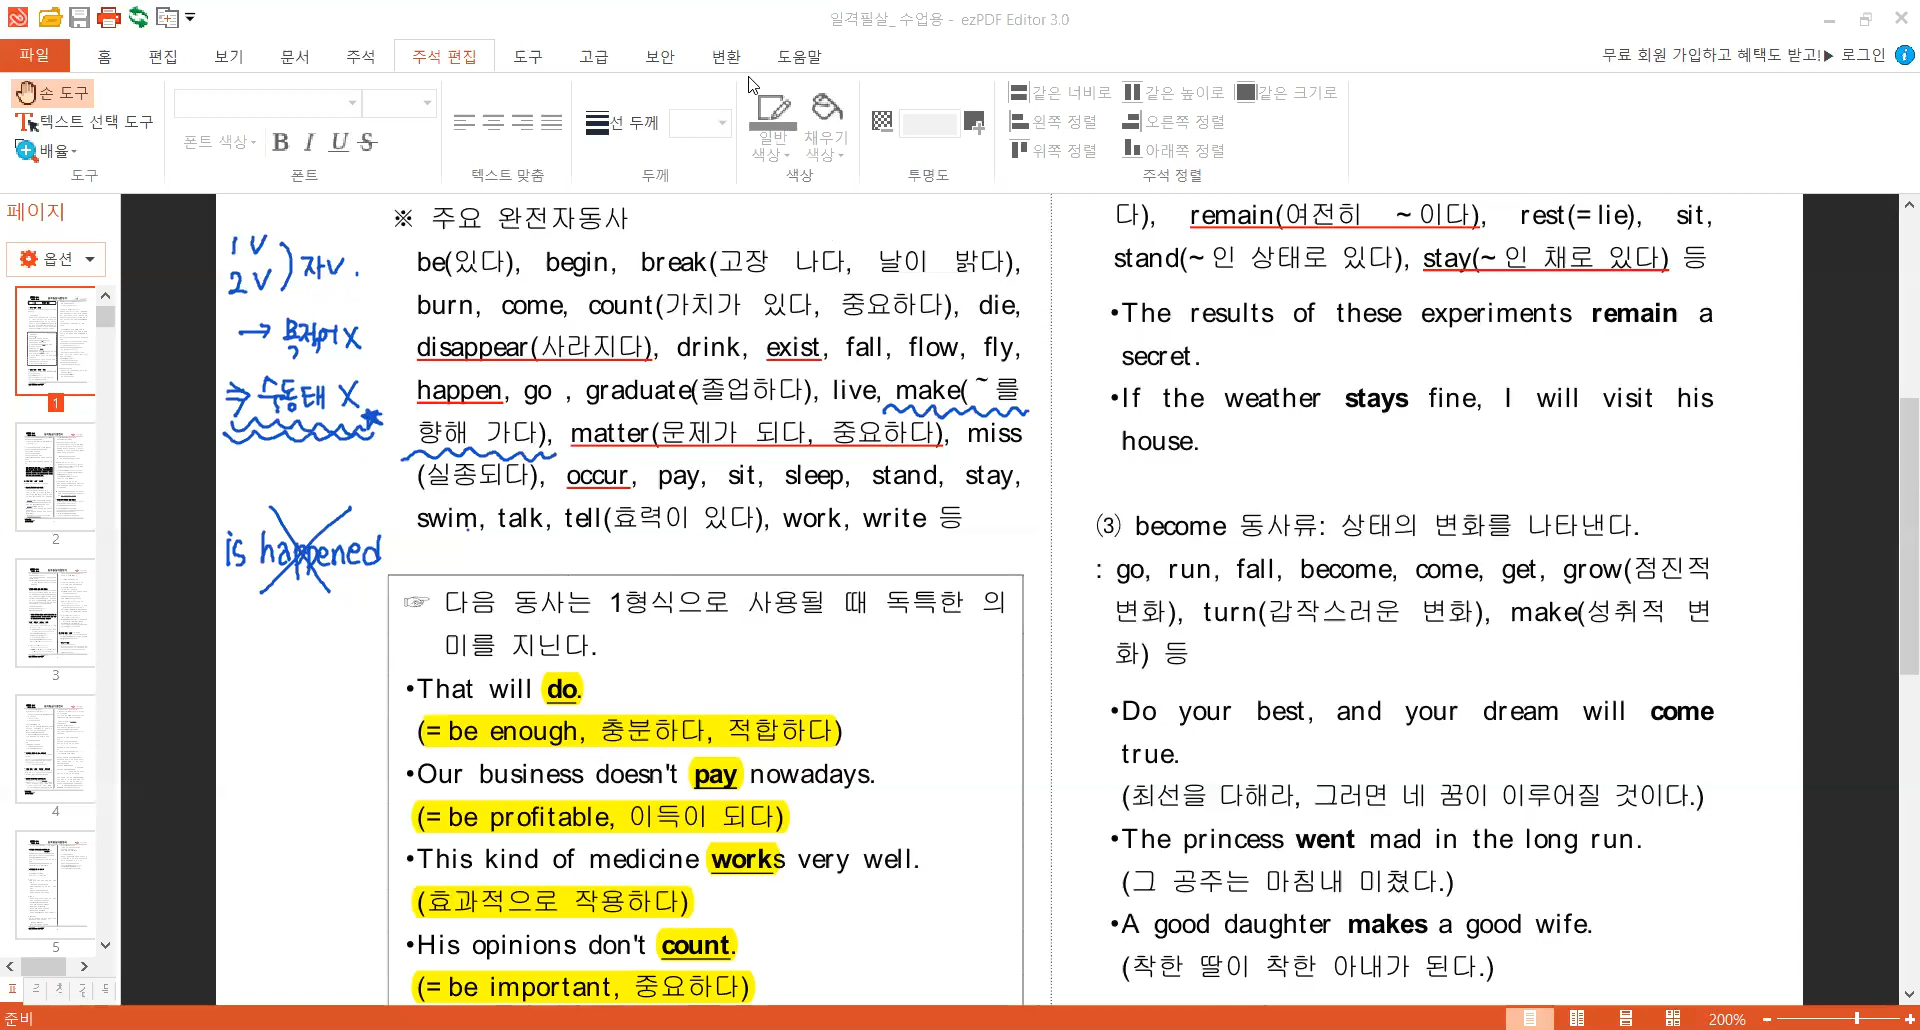 일격필살_ 수업용 - ezPDF Editor 3.0
파일 홈 편집 보기 문서 주석 주석 편집 도구 고급 보안 변환 도움말
무료 회원 가입하고 혜택도 받고!▶ 로그인
손 도구
텍스트 선택 도구
배율
도구
폰트 색상
B I U S
폰트
텍스트 맞춤
선 두께
두께
일반 색상
채우기 색상
색상
투명도
같은 너비로 같은 높이로 같은 크기로
왼쪽 정렬 오른쪽 정렬
위쪽 정렬 아래쪽 정렬
주석 정렬
페이지
옵션
1
2
3
4
5
1V
2V ) 자V.
→ 목적어 X
⇒ 수동태 X ★
is happened
※ 주요 완전자동사
be(있다), begin, break(고장 나다, 날이 밝다),
burn, come, count(가치가 있다, 중요하다), die,
disappear(사라지다), drink, exist, fall, flow, fly,
happen, go , graduate(졸업하다), live, make( ~를
향해 가다), matter(문제가 되다, 중요하다), miss
(실종되다), occur, pay, sit, sleep, stand, stay,
swim, talk, tell(효력이 있다), work, write 등
☞ 다음 동사는 1형식으로 사용될 때 독특한 의
미를 지닌다.
•That will do.
(= be enough, 충분하다, 적합하다)
•Our business doesn't pay nowadays.
(= be profitable, 이득이 되다)
•This kind of medicine works very well.
(효과적으로 작용하다)
•His opinions don't count.
(= be important, 중요하다)
다), remain(여전히 ~이다), rest(= lie), sit,
stand(~인 상태로 있다), stay(~인 채로 있다) 등
•The results of these experiments remain a
secret.
•If the weather stays fine, I will visit his
house.
(3) become 동사류: 상태의 변화를 나타낸다.
: go, run, fall, become, come, get, grow(점진적
변화), turn(갑작스러운 변화), make(성취적 변
화) 등
•Do your best, and your dream will come
true.
(최선을 다해라, 그러면 네 꿈이 이루어질 것이다.)
•The princess went mad in the long run.
(그 공주는 마침내 미쳤다.)
•A good daughter makes a good wife.
(착한 딸이 착한 아내가 된다.)
준비
200%